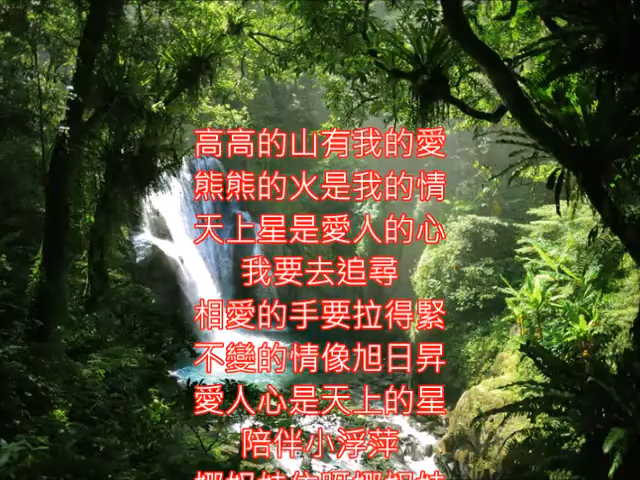 高高的山有我的愛
熊熊的火是我的情
天上星是愛人的心
我要去追尋
相愛的手要拉得緊
不變的情像旭日昇
愛人心是天上的星
陪伴小浮萍